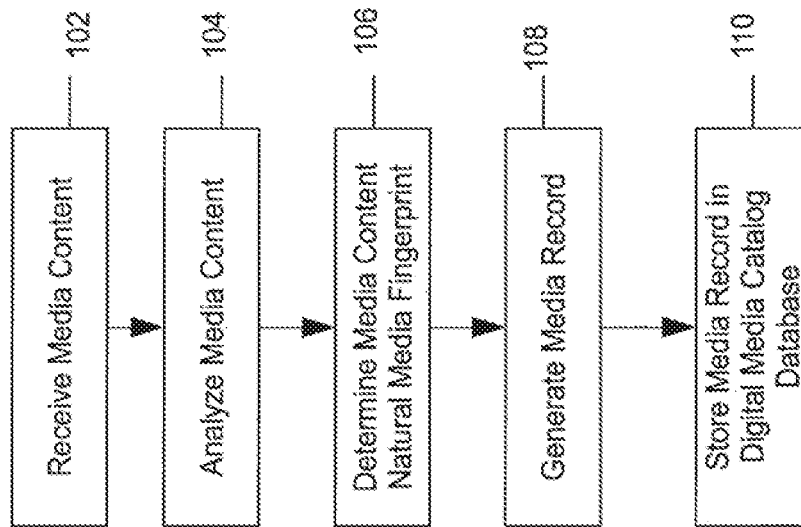 Receive Media Content
102
Analyze Media Content
104
Determine Media Content
Natural Media Fingerprint
106
Generate Media Record
108
Store Media Record in
Digital Media Catalog
Database
110